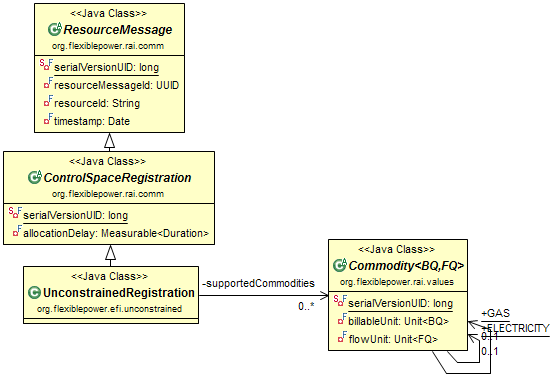 <<Java Class>>
ResourceMessage
org.flexiblepower.rai.comm
serialVersionUID: long
resourceMessageId: UUID
resourceId: String
timestamp: Date
<<Java Class>>
ControlSpaceRegistration
org.flexiblepower.rai.comm
serialVersionUID: long
allocationDelay: Measurable<Duration>
<<Java Class>>
UnconstrainedRegistration
org.flexiblepower.efi.unconstrained
-supportedCommodities
0..*
<<Java Class>>
Commodity<BQ,FQ>
org.flexiblepower.rai.values
serialVersionUID: long
billableUnit: Unit<BQ>
flowUnit: Unit<FQ>
+GAS
+ELECTRICITY
0..1
0..1